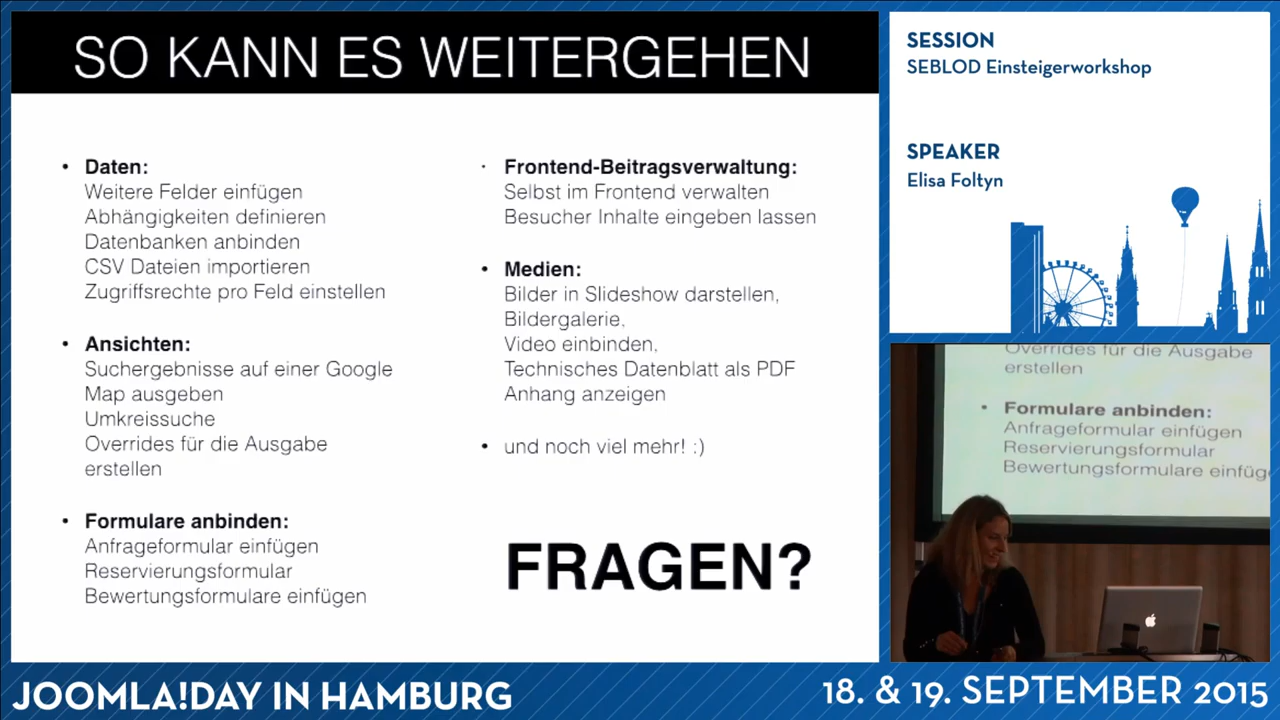 SO KANN ES WEITERGEHEN
• Daten:
Weitere Felder einfügen
Abhängigkeiten definieren
Datenbanken anbinden
CSV Dateien importieren
Zugriffsrechte pro Feld einstellen
• Ansichten:
Suchergebnisse auf einer Google
Map ausgeben
Umkreissuche
Overrides für die Ausgabe
erstellen
• Formulare anbinden:
Anfrageformular einfügen
Reservierungsformular
Bewertungsformulare einfügen
· Frontend-Beitragsverwaltung:
Selbst im Frontend verwalten
Besucher Inhalte eingeben lassen
• Medien:
Bilder in Slideshow darstellen,
Bildergalerie,
Video einbinden,
Technisches Datenblatt als PDF
Anhang anzeigen
• und noch viel mehr! :)
FRAGEN?
SESSION
SEBLOD Einsteigerworkshop
SPEAKER
Elisa Foltyn
Overrides für die Ausgabe
erstellen
• Formulare anbinden:
Anfrageformular einfügen
Reservierungsformular
Bewertungsformulare einfüg
JOOMLA!DAY IN HAMBURG
18. & 19. SEPTEMBER 2015